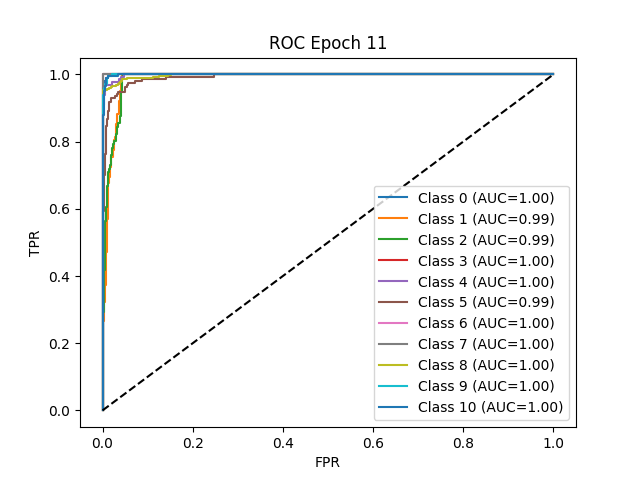 ROC Epoch 11
TPR
1.0
0.8
0.6
0.4
0.2
0.0
Class 0 (AUC=1.00)
Class 1 (AUC=0.99)
Class 2 (AUC=0.99)
Class 3 (AUC=1.00)
Class 4 (AUC=1.00)
Class 5 (AUC=0.99)
Class 6 (AUC=1.00)
Class 7 (AUC=1.00)
Class 8 (AUC=1.00)
Class 9 (AUC=1.00)
Class 10 (AUC=1.00)
0.0 0.2 0.4 0.6 0.8 1.0
FPR